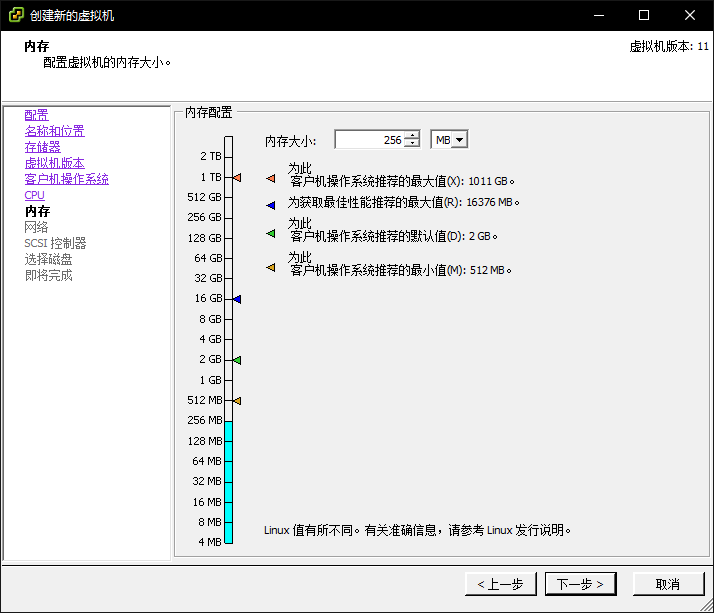 创建新的虚拟机
内存
配置虚拟机的内存大小。
虚拟机版本: 11
配置
名称和位置
存储器
虚拟机版本
客户机操作系统
CPU
内存
网络
SCSI 控制器
选择磁盘
即将完成
内存配置
内存大小: 256 MB
2 TB
1 TB
512 GB
256 GB
128 GB
64 GB
32 GB
16 GB
8 GB
4 GB
2 GB
1 GB
512 MB
256 MB
128 MB
64 MB
32 MB
16 MB
8 MB
4 MB
为此
客户机操作系统推荐的最大值(X): 1011 GB。
为获取最佳性能推荐的最大值(R): 16376 MB。
为此
客户机操作系统推荐的默认值(D): 2 GB。
为此
客户机操作系统推荐的最小值(M): 512 MB。
Linux 值有所不同。有关准确信息，请参考 Linux 发行说明。
< 上一步
下一步 >
取消